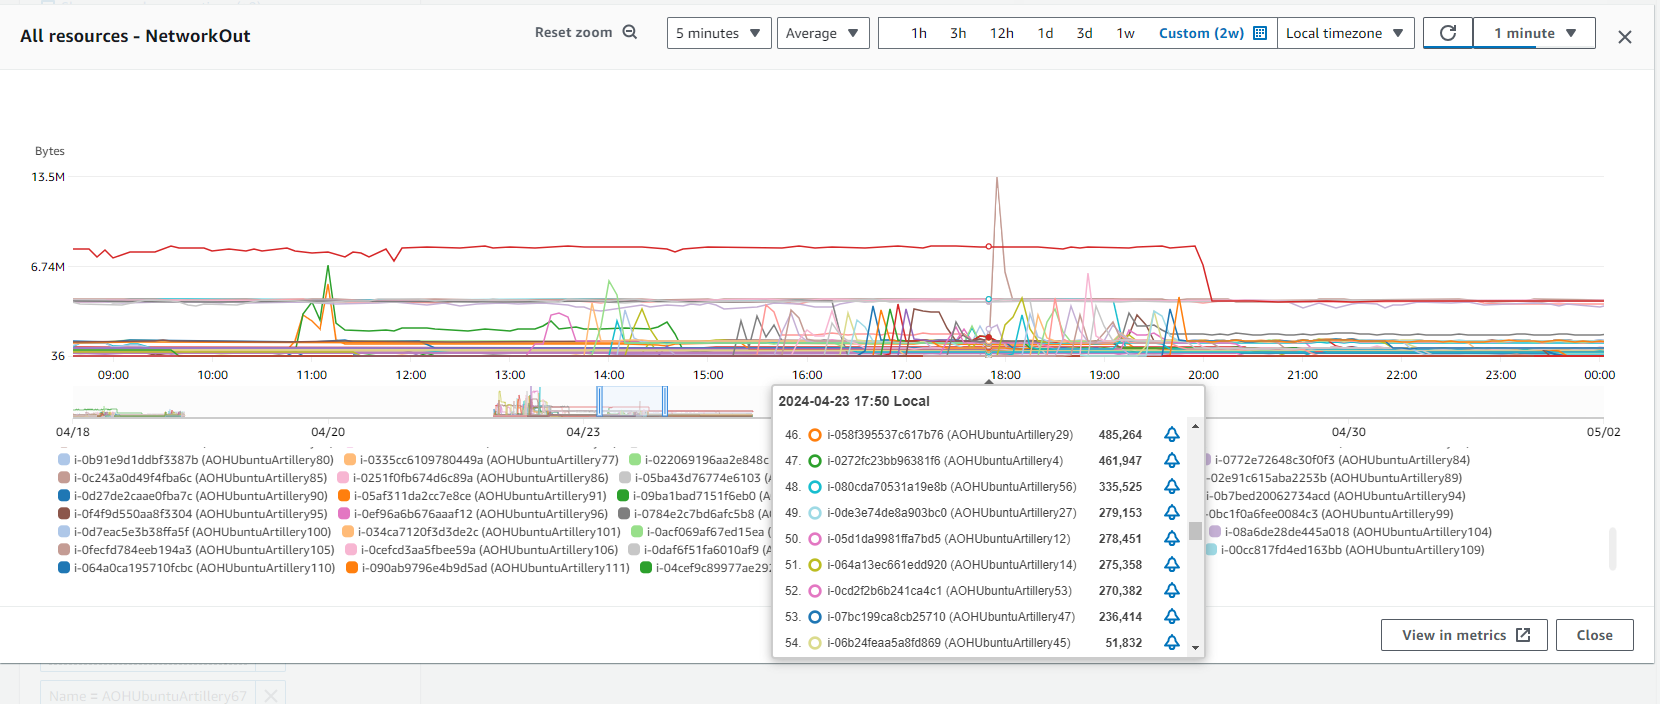 All resources - NetworkOut
Reset zoom
5 minutes
Average
1h 3h 12h 1d 3d 1w Custom (2w)
Local timezone
1 minute
Bytes
13.5M
6.74M
36
09:00 10:00 11:00 12:00 13:00 14:00 15:00 16:00 17:00 18:00 19:00 20:00 21:00 22:00 23:00 00:00
04/18 04/20 04/23 04/30 05/02
2024-04-23 17:50 Local
46. i-058f395537c617b76 (AOHUbuntuArtillery29) 485,264
47. i-0272fc23bb96381f6 (AOHUbuntuArtillery4) 461,947
48. i-080cda70531a19e8b (AOHUbuntuArtillery56) 335,525
49. i-0de3e74de8a903bc0 (AOHUbuntuArtillery27) 279,153
50. i-05d1da9981ffa7bd5 (AOHUbuntuArtillery12) 278,451
51. i-064a13ec661edd920 (AOHUbuntuArtillery14) 275,358
52. i-0cd2f2b6b241ca4c1 (AOHUbuntuArtillery53) 270,382
53. i-07bc199ca8cb25710 (AOHUbuntuArtillery47) 236,414
54. i-06b24feaa5a8fd869 (AOHUbuntuArtillery45) 51,832
i-0b91e9d1ddbf3387b (AOHUbuntuArtillery80) i-0335cc6109780449a (AOHUbuntuArtillery77) i-022069196aa2e848c i-0772e72648c30f0f3 (AOHUbuntuArtillery84)
i-0c243a0d49f4fba6c (AOHUbuntuArtillery85) i-0251f0fb674d6c89a (AOHUbuntuArtillery86) i-05ba43d76774e6103 (A -02e91c615aba2253b (AOHUbuntuArtillery89)
i-0d27de2caae0fba7c (AOHUbuntuArtillery90) i-05af311da2cc7e8ce (AOHUbuntuArtillery91) i-09ba1bad7151f6eb0 (A -0b7bed20062734acd (AOHUbuntuArtillery94)
i-0f4f9d550aa8f3304 (AOHUbuntuArtillery95) i-0ef96a6b676aaaf12 (AOHUbuntuArtillery96) i-0784e2c7bd6afc5b8 (A -0bc1f0a6fee0084c3 (AOHUbuntuArtillery99)
i-0d7eac5e3b38ffa5f (AOHUbuntuArtillery100) i-034ca7120f3d3de2c (AOHUbuntuArtillery101) i-0acf069af67ed15ea i-08a6de28de445a018 (AOHUbuntuArtillery104)
i-0fecfd784eeb194a3 (AOHUbuntuArtillery105) i-0cefcd3aa5fbee59a (AOHUbuntuArtillery106) i-0daf6f51fa6010af9 (A i-00cc817fd4ed163bb (AOHUbuntuArtillery109)
i-064a0ca195710fcbc (AOHUbuntuArtillery110) i-090ab9796e4b9d5ad (AOHUbuntuArtillery111) i-04cef9c89977ae292
View in metrics
Close
Name = AOHUbuntuArtillery67